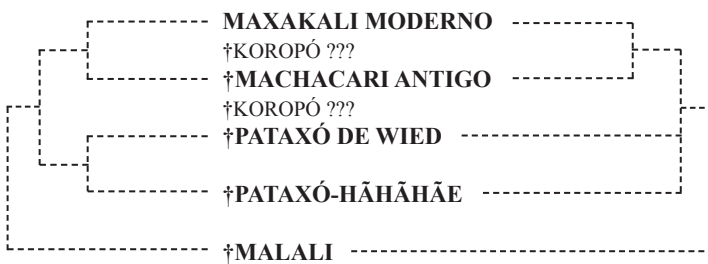 MAXAKALI MODERNO
†KOROPÓ ???
†MACHACARI ANTIGO
†KOROPÓ ???
†PATAXÓ DE WIED
†PATAXÓ-HÃHÃHÃE
†MALALI